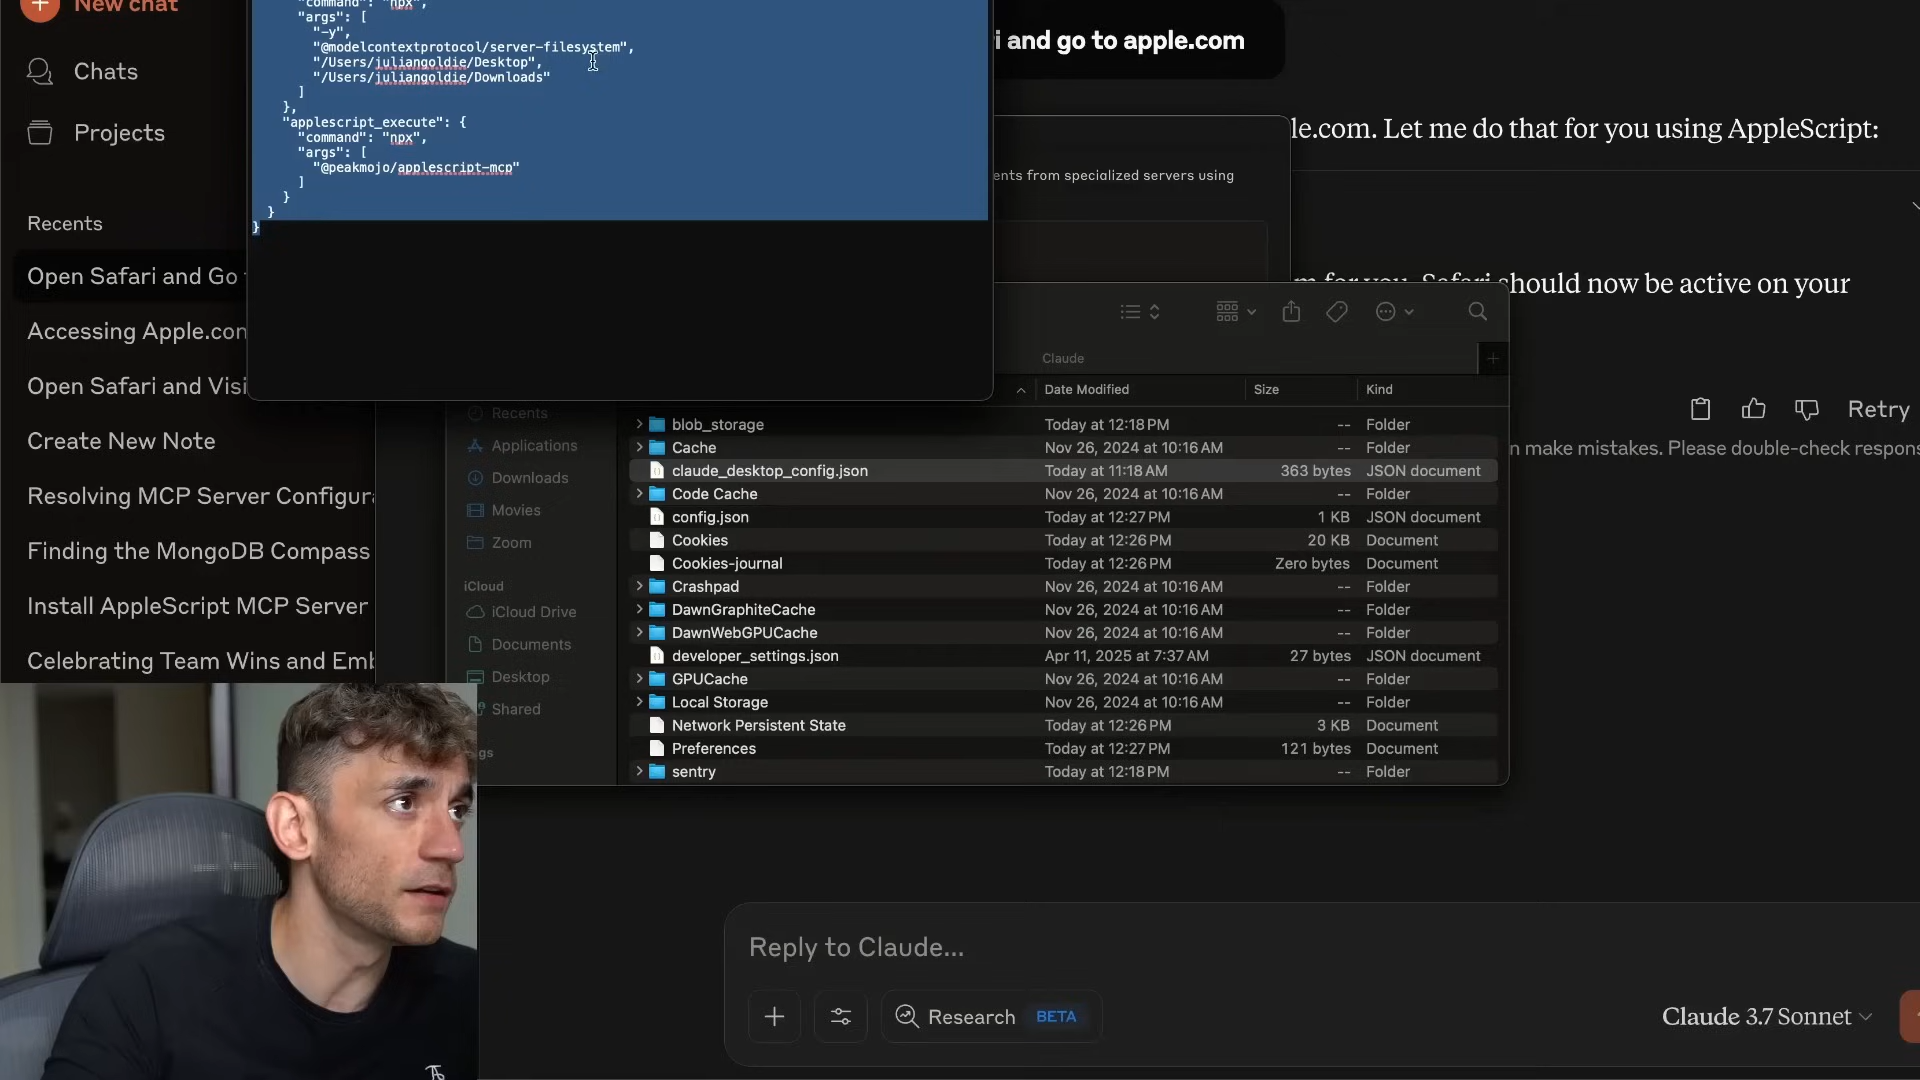 New chat
Chats
Projects
Recents
Open Safari and Go
Accessing Apple.con
Open Safari and Visi
Create New Note
Resolving MCP Server Configura
Finding the MongoDB Compass
Install AppleScript MCP Server
Celebrating Team Wins and Emb
"command": "npx",
"args": [
"-y",
"@modelcontextprotocol/server-filesystem",
"/Users/juliangoldie/Desktop",
"/Users/juliangoldie/Downloads"
]
},
"applescript_execute": {
"command": "npx",
"args": [
"@peakmojo/applescript-mcp"
]
}
}
}
i and go to apple.com
le.com. Let me do that for you using AppleScript:
ents from specialized servers using
m for you. Safari should now be active on your
Retry
n make mistakes. Please double-check respons
Claude
Date Modified Size Kind
Recents
Applications
Downloads
Movies
Zoom
iCloud
iCloud Drive
Documents
Desktop
Shared
gs
blob_storage Today at 12:18 PM -- Folder
Cache Nov 26, 2024 at 10:16 AM -- Folder
claude_desktop_config.json Today at 11:18 AM 363 bytes JSON document
Code Cache Nov 26, 2024 at 10:16 AM -- Folder
config.json Today at 12:27 PM 1 KB JSON document
Cookies Today at 12:26 PM 20 KB Document
Cookies-journal Today at 12:26 PM Zero bytes Document
Crashpad Nov 26, 2024 at 10:16 AM -- Folder
DawnGraphiteCache Nov 26, 2024 at 10:16 AM -- Folder
DawnWebGPUCache Nov 26, 2024 at 10:16 AM -- Folder
developer_settings.json Apr 11, 2025 at 7:37 AM 27 bytes JSON document
GPUCache Nov 26, 2024 at 10:16 AM -- Folder
Local Storage Nov 26, 2024 at 10:16 AM -- Folder
Network Persistent State Today at 12:26 PM 3 KB Document
Preferences Today at 12:27 PM 121 bytes Document
sentry Today at 12:18 PM -- Folder
Reply to Claude...
Research BETA
Claude 3.7 Sonnet